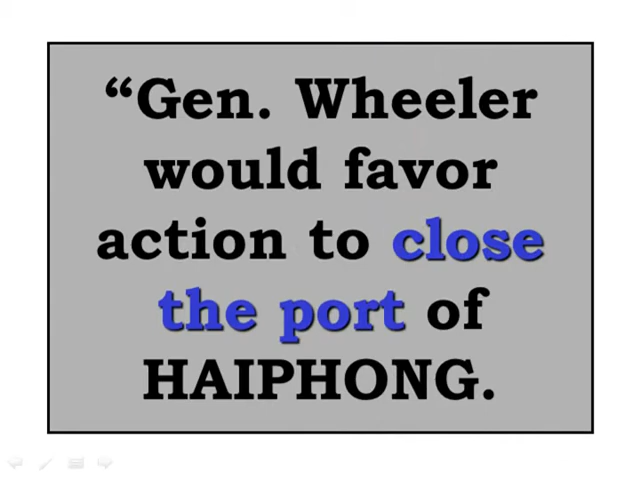 “Gen. Wheeler
would favor
action to close
the port of
HAIPHONG.